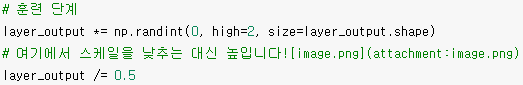 # 훈련 단계
layer_output *= np.randint(0, high=2, size=layer_output.shape)
# 여기에서 스케일을 낮추는 대신 높입니다![image.png](attachment:image.png)
layer_output /= 0.5